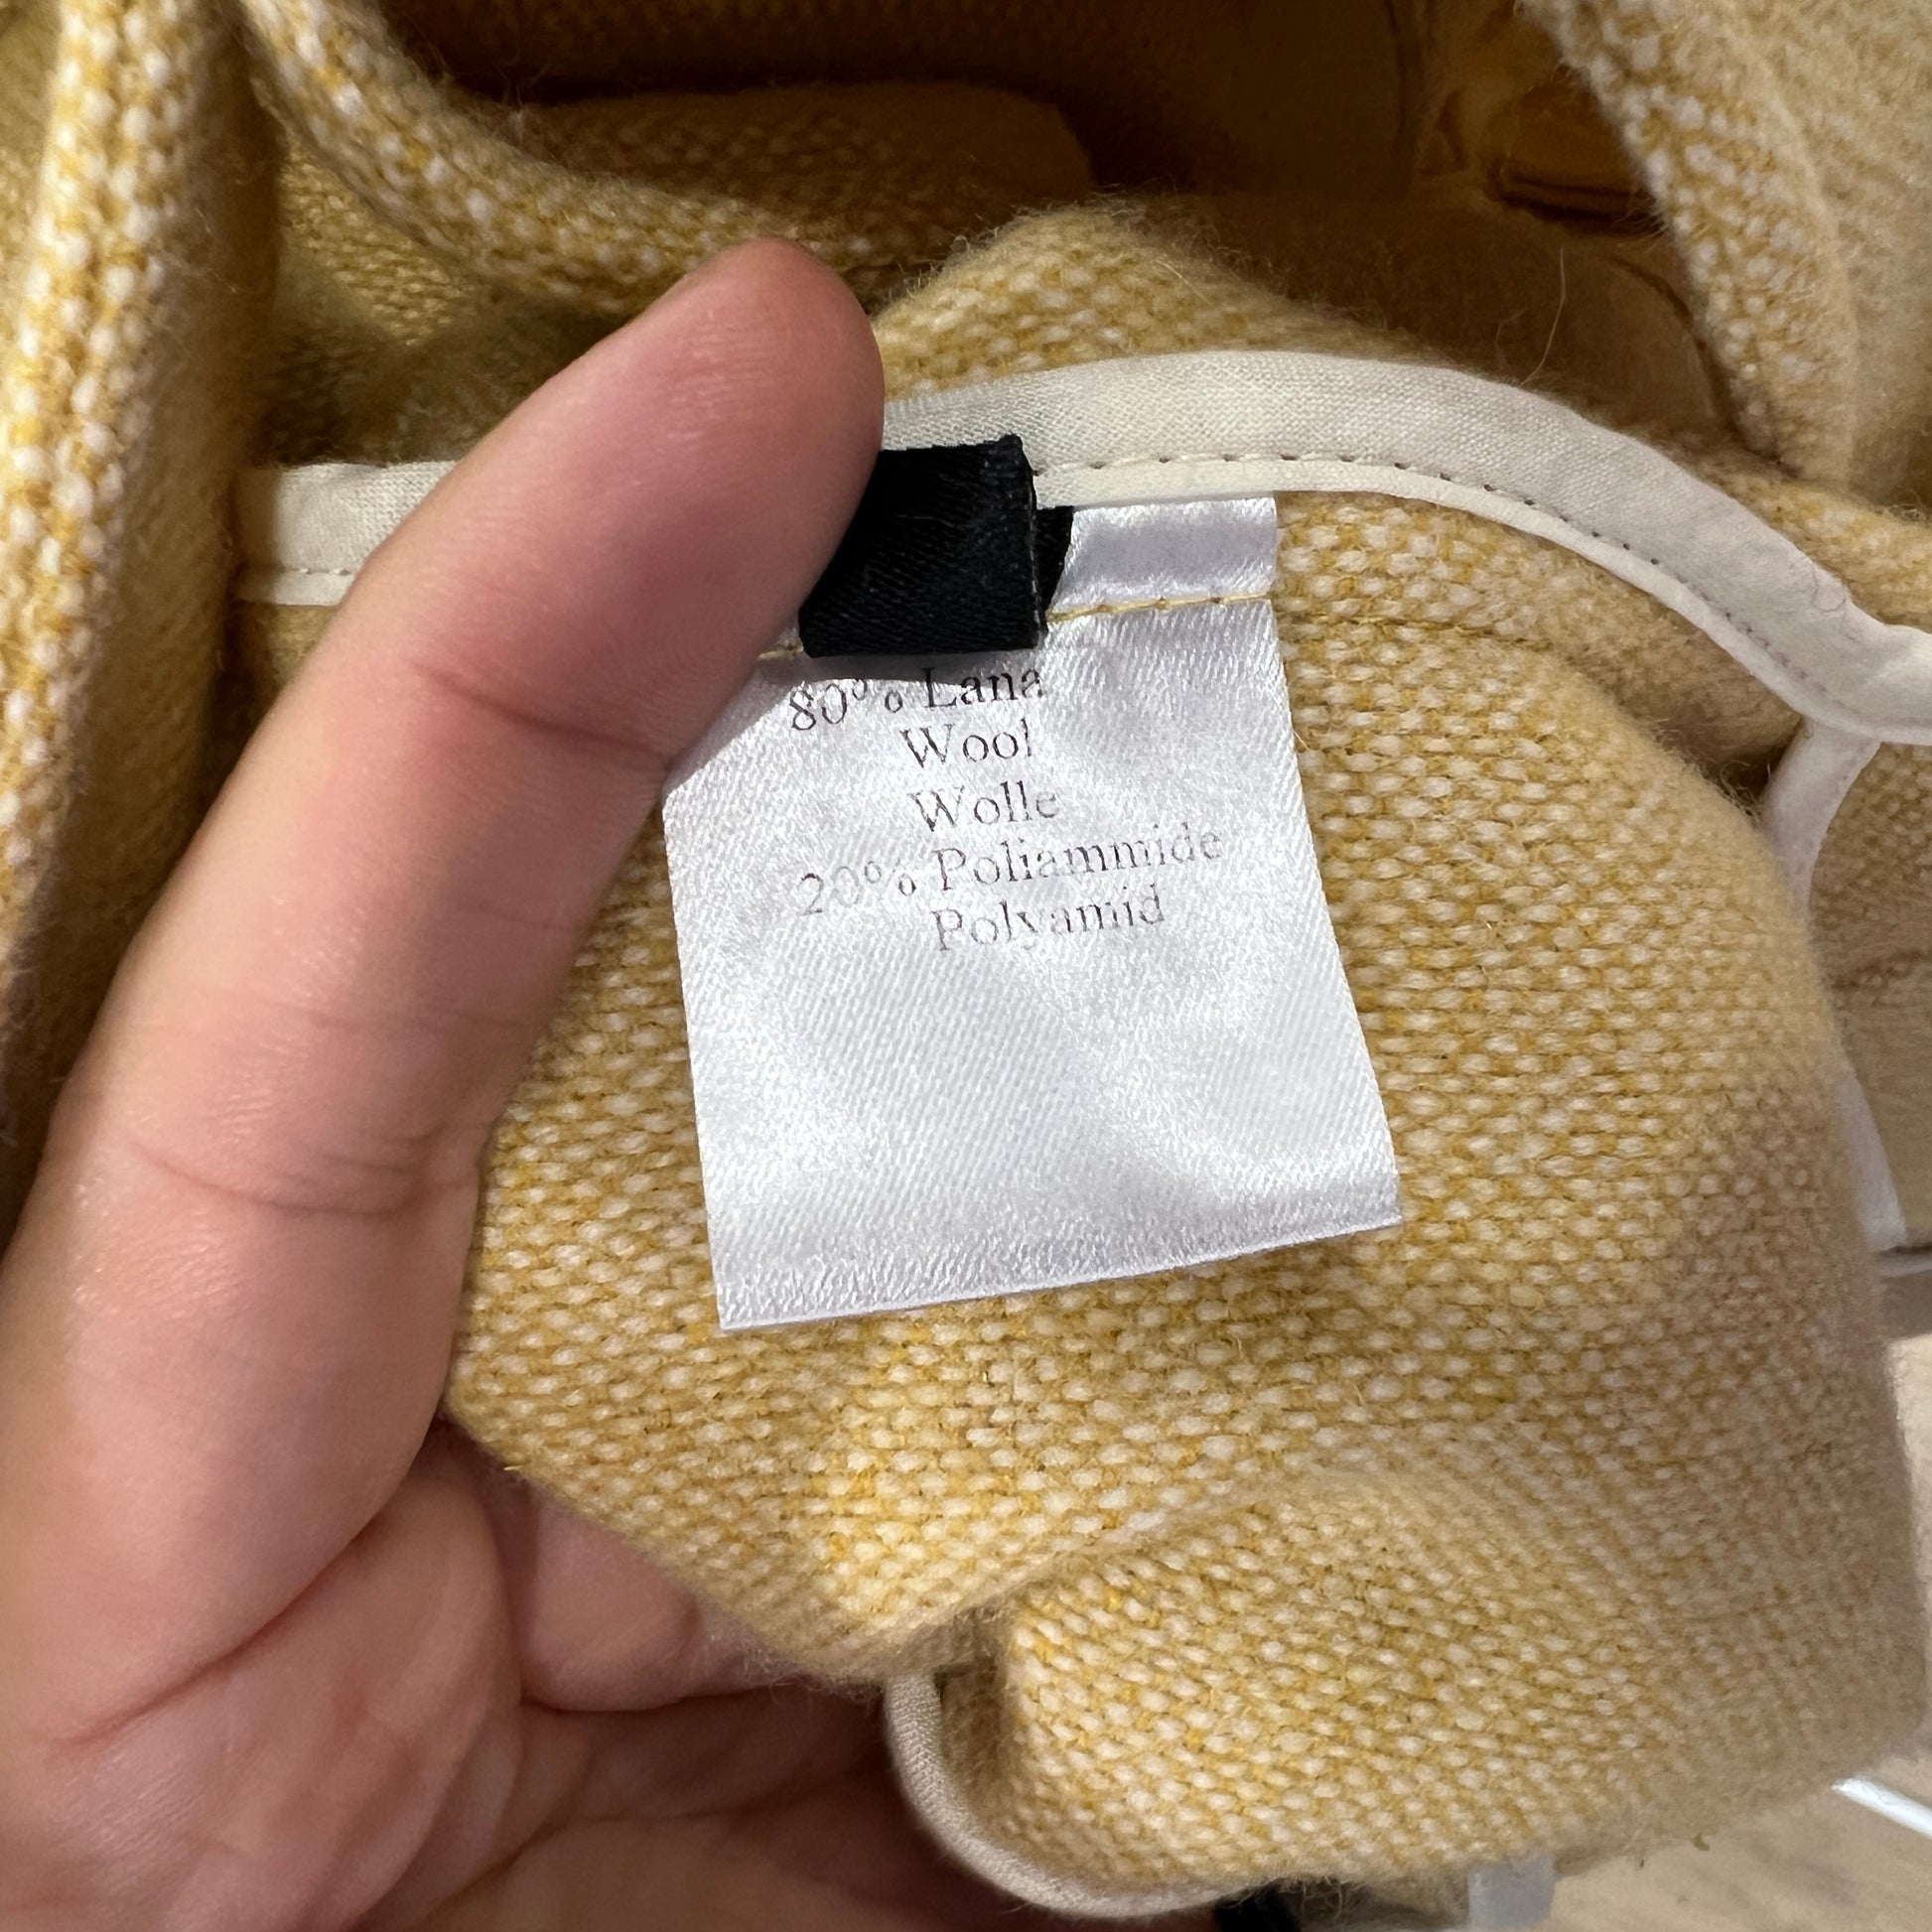 80% Lana
Wool
Wolle
20% Poliammide
Polyamid